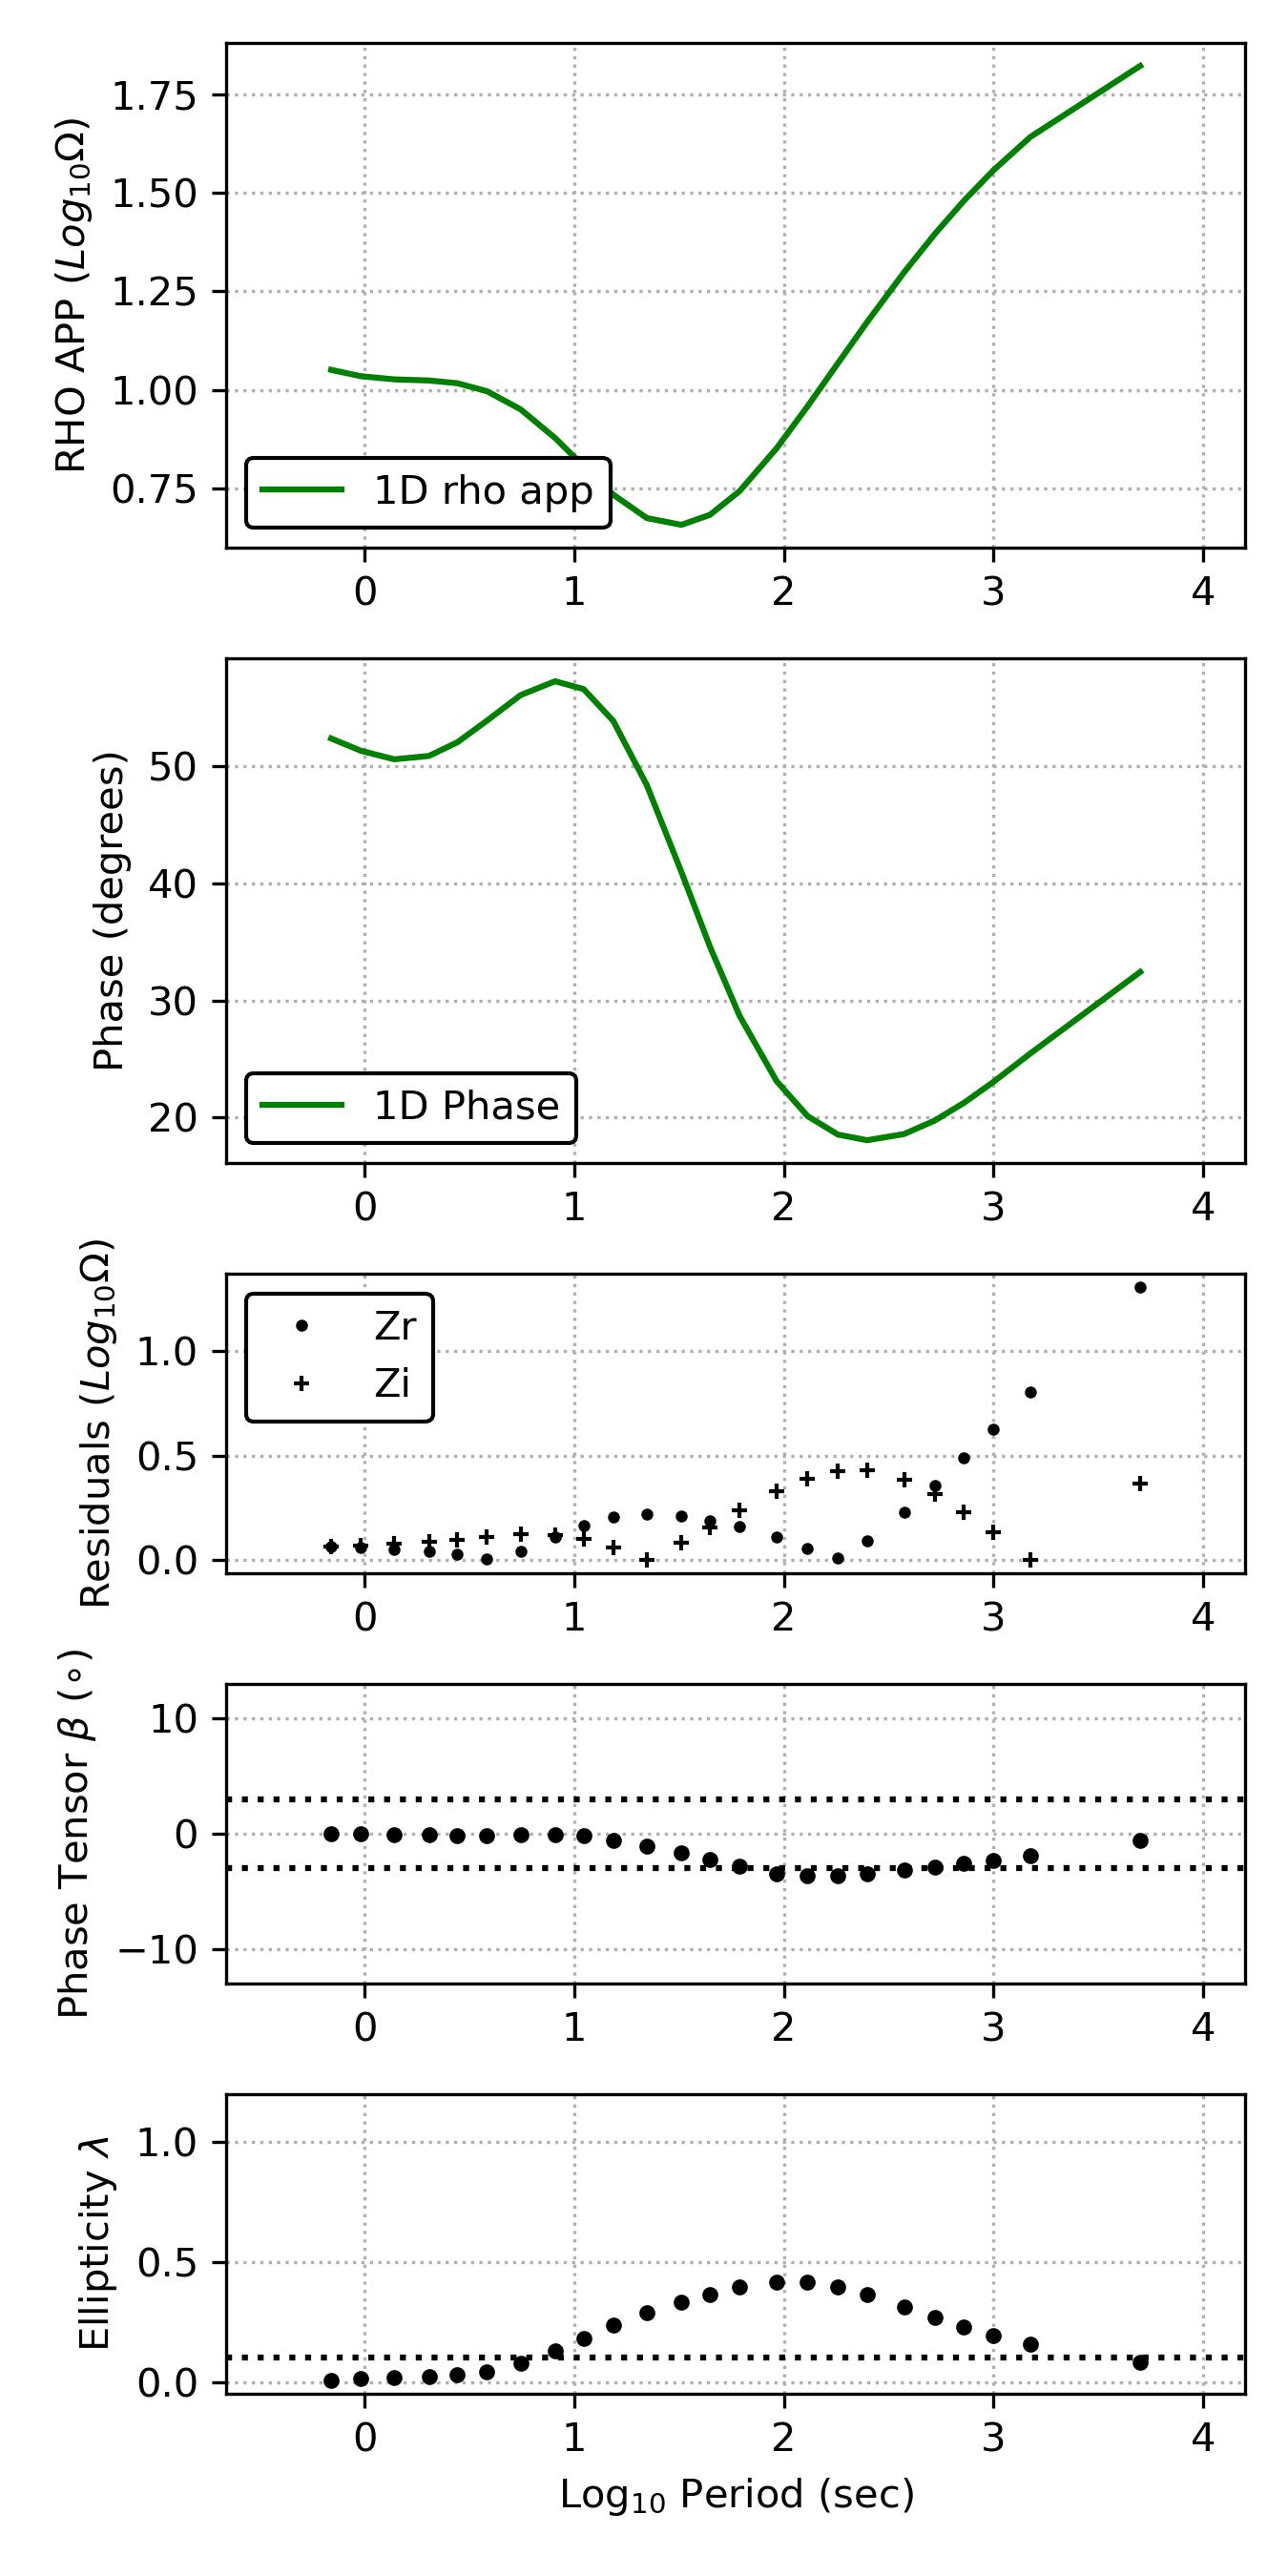 RHO APP (Log₁₀Ω)
1.75
1.50
1.25
1.00
0.75
1D rho app
0 1 2 3 4
Phase (degrees)
50
40
30
20
1D Phase
0 1 2 3 4
Residuals (Log₁₀Ω)
1.0
0.5
0.0
Zr
Zi
0 1 2 3 4
Phase Tensor β (∘)
10
0
−10
0 1 2 3 4
Ellipticity λ
1.0
0.5
0.0
0 1 2 3 4
Log₁₀ Period (sec)